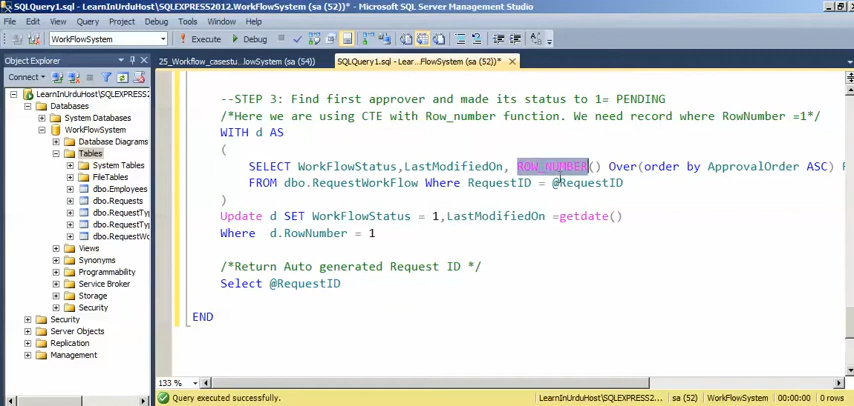 SQLQuery1.sql - LearnInUrduHost\SQLEXPRESS2012.WorkFlowSystem (sa (52))* - Microsoft SQL Server Management Studio
File Edit View Query Project Debug Tools Window Help
WorkFlowSystem Execute Debug
Object Explorer
Connect
LearnInUrduHost\SQLEXPRESS2
Databases
System Databases
WorkFlowSystem
Database Diagrams
Tables
System Tables
FileTables
dbo.Employees
dbo.Requests
dbo.RequestTyp
dbo.RequestTyp
dbo.RequestWo
Views
Synonyms
Programmability
Service Broker
Storage
Security
Security
Server Objects
Replication
Management
25_Workflow_casestu...lowSystem (sa (54)) SQLQuery1.sql - Lear...FlowSystem (sa (52))*
--STEP 3: Find first approver and made its status to 1= PENDING
/*Here we are using CTE with Row_number function. We need record where RowNumber =1*/
WITH d AS
(
SELECT WorkFlowStatus,LastModifiedOn, ROW_NUMBER() Over(order by ApprovalOrder ASC)
FROM dbo.RequestWorkFlow Where RequestID = @RequestID
)
Update d SET WorkFlowStatus = 1,LastModifiedOn =getdate()
Where d.RowNumber = 1
/*Return Auto generated Request ID */
Select @RequestID
END
133 %
Query executed successfully. LearnInUrduHost\SQLEXPRESS2... sa (52) WorkFlowSystem 00:00:00 0 rows